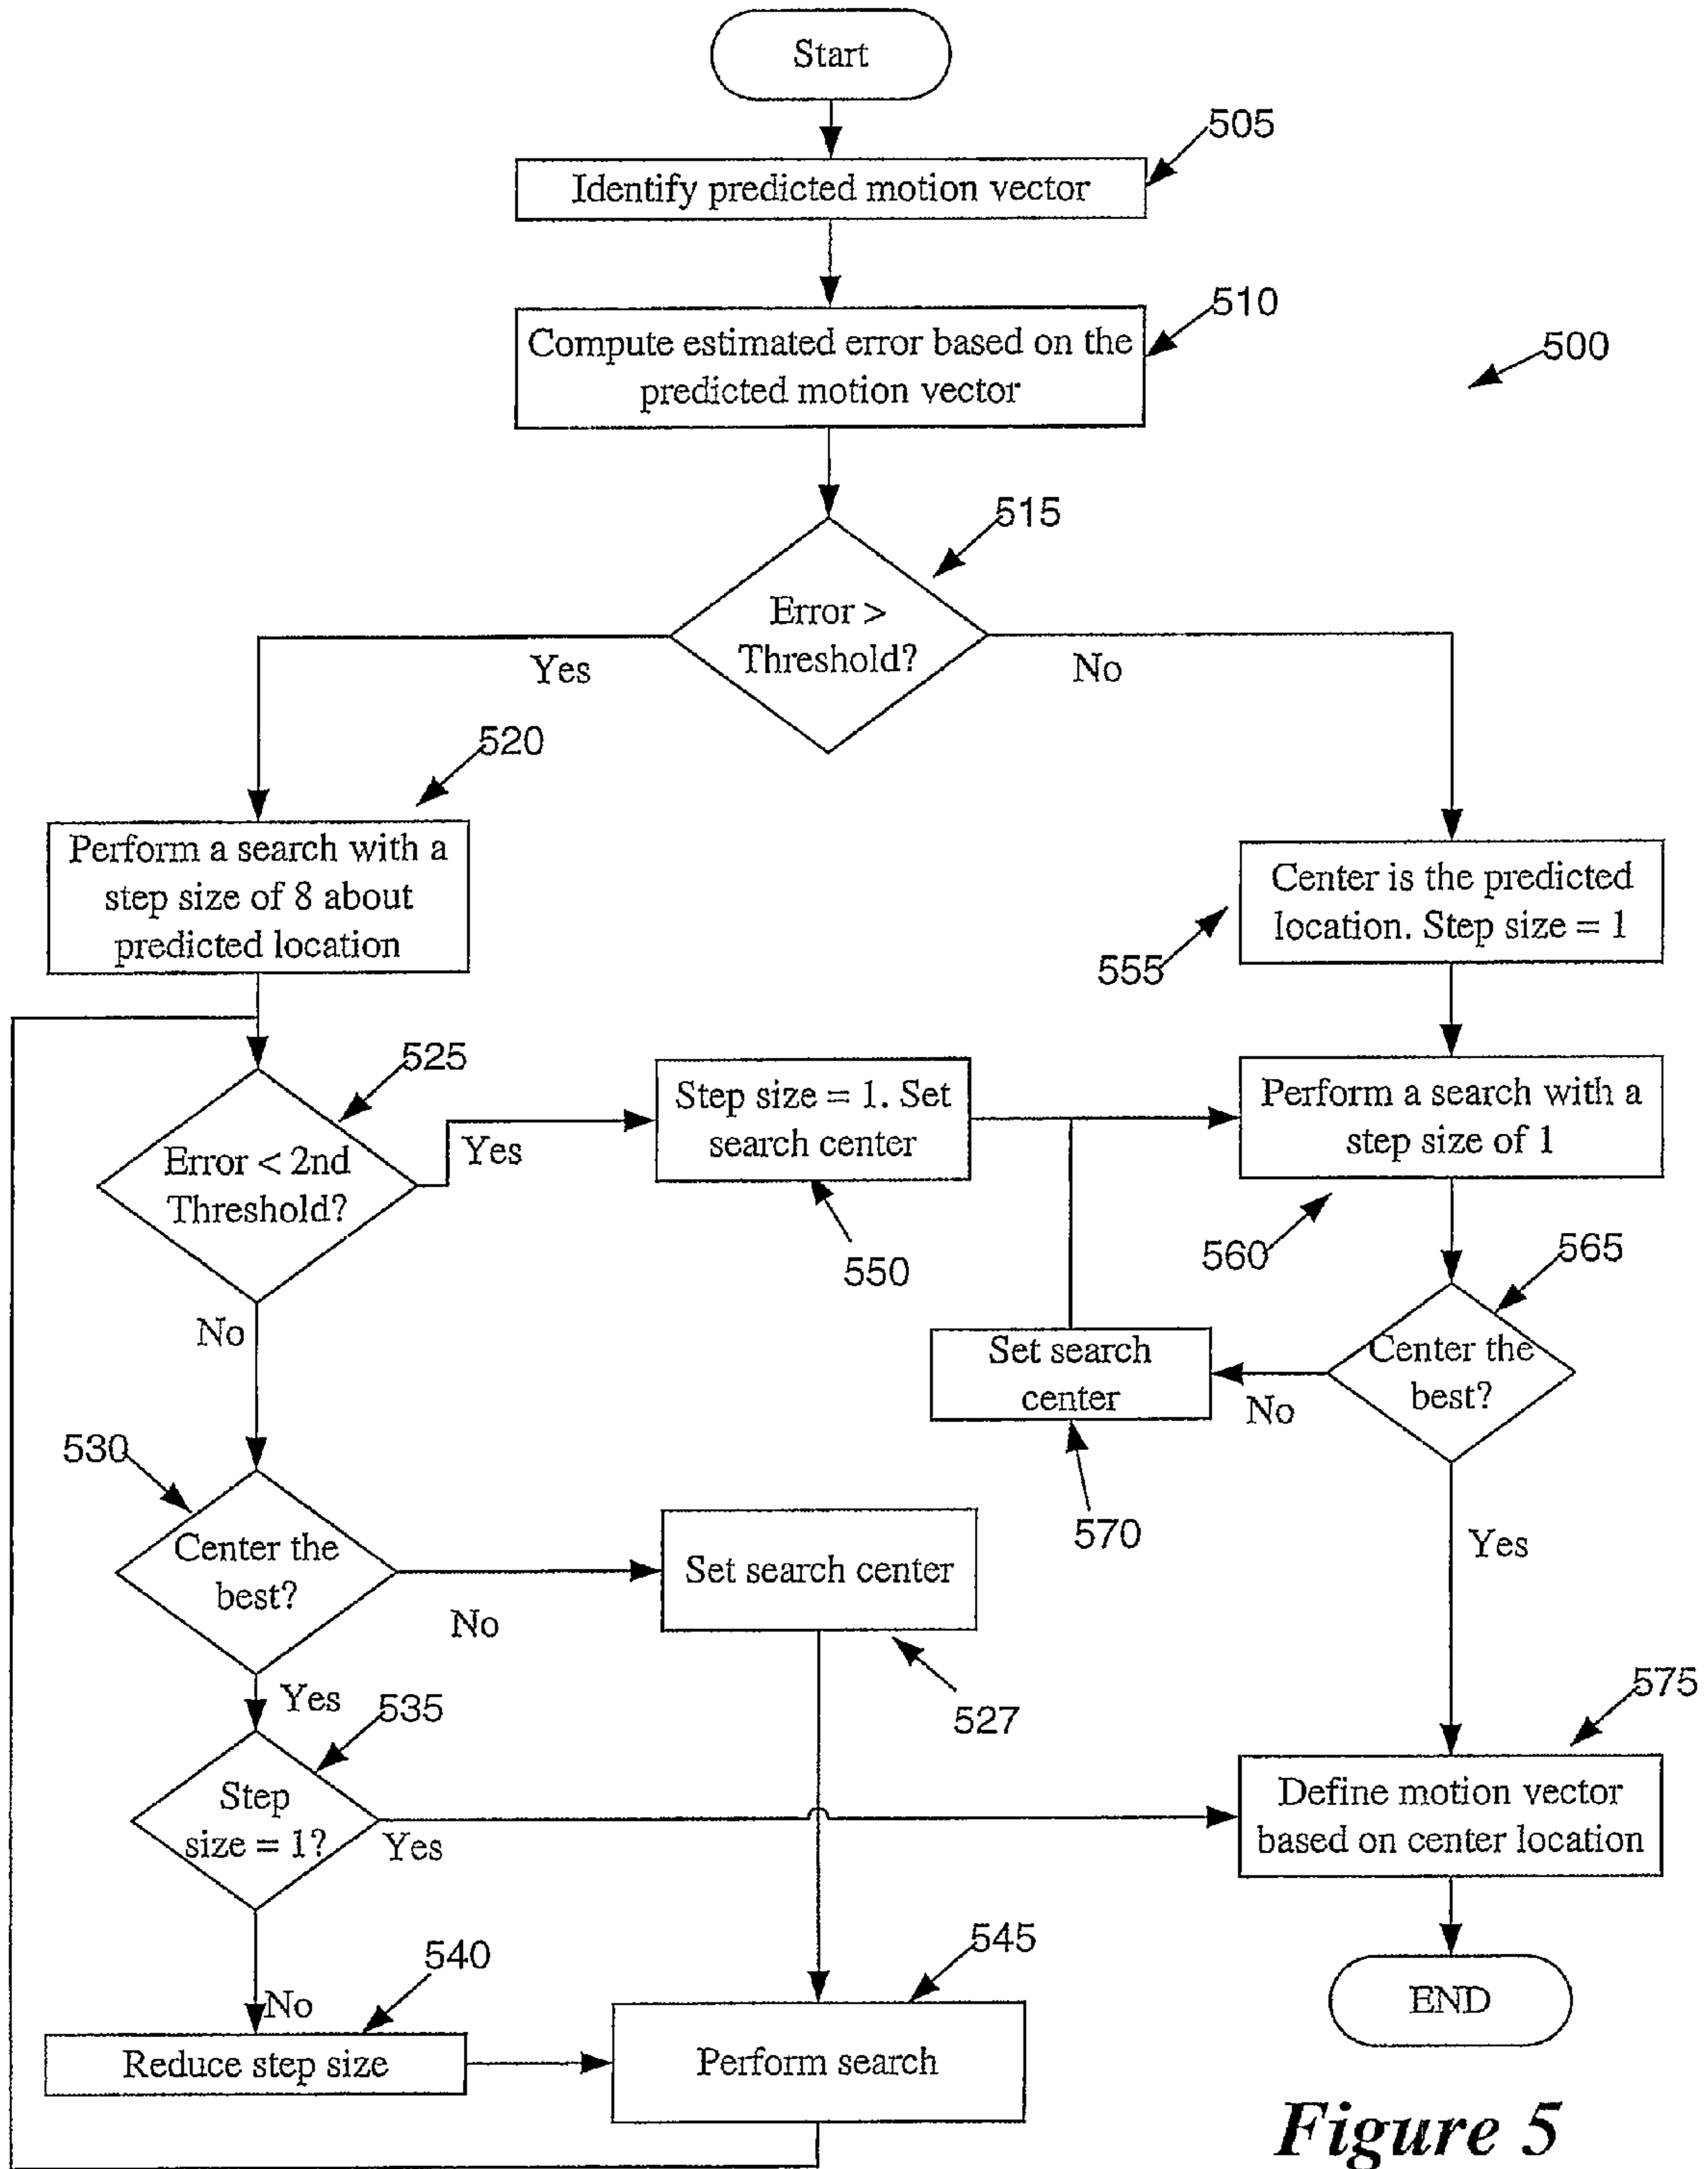 Start
505
Identify predicted motion vector
510
Compute estimated error based on the
predicted motion vector
500
515
Error >
Threshold?
Yes
No
520
Perform a search with a
step size of 8 about
predicted location
Center is the predicted
location. Step size = 1
555
525
Error < 2nd
Threshold?
Yes
Step size = 1. Set
search center
550
Perform a search with a
step size of 1
560
565
No
Set search
center
No
Center the
best?
570
530
Center the
best?
No
Set search center
527
Yes
Yes
535
575
Step
size = 1?
Yes
Define motion vector
based on center location
540
No
545
Reduce step size
Perform search
END
Figure 5